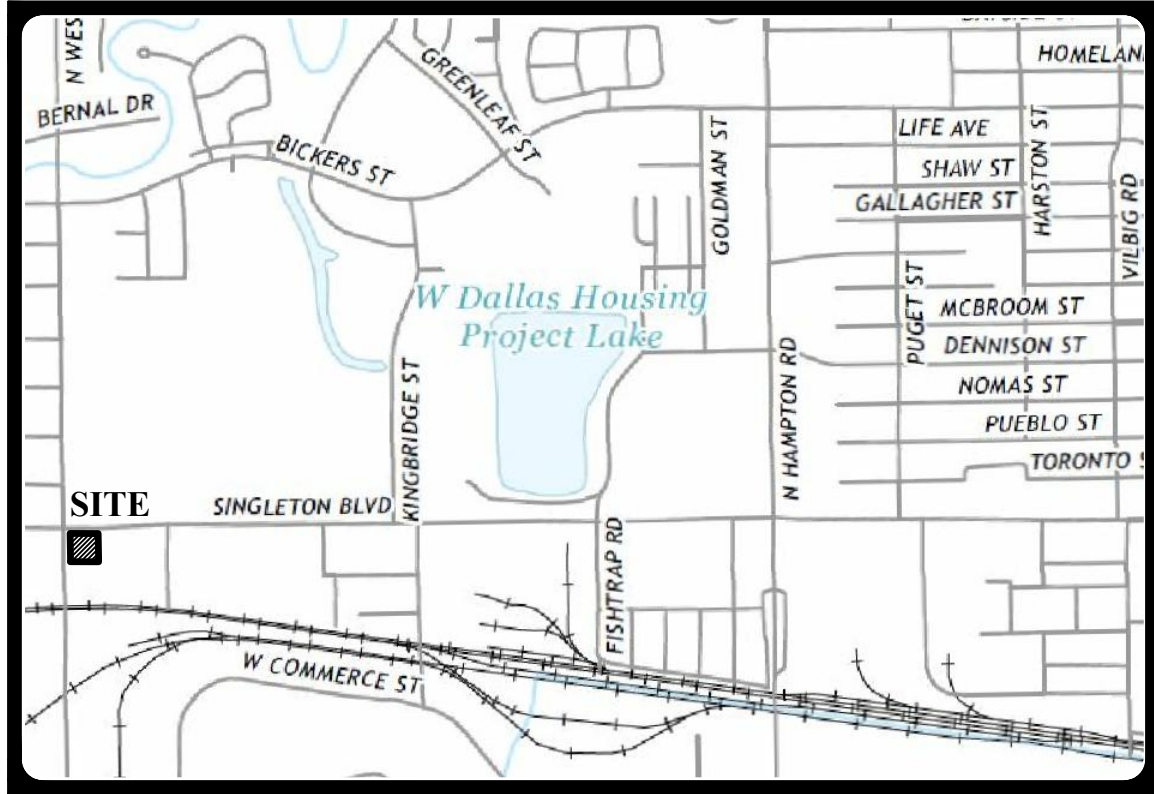 N WES
HOMELAN
GREENLEAF ST
BERNAL DR
LIFE AVE
HARSTON ST
GOLDMAN ST
BICKERS ST
SHAW ST
VILBIG RD
GALLAGHER ST
PUGET ST
W Dallas Housing
Project Lake
MCBROOM ST
DENNISON ST
N HAMPTON RD
KINGBRIDGE ST
NOMAS ST
PUEBLO ST
TORONTO S
SITE
SINGLETON BLVD
FISHTRAP RD
W COMMERCE ST